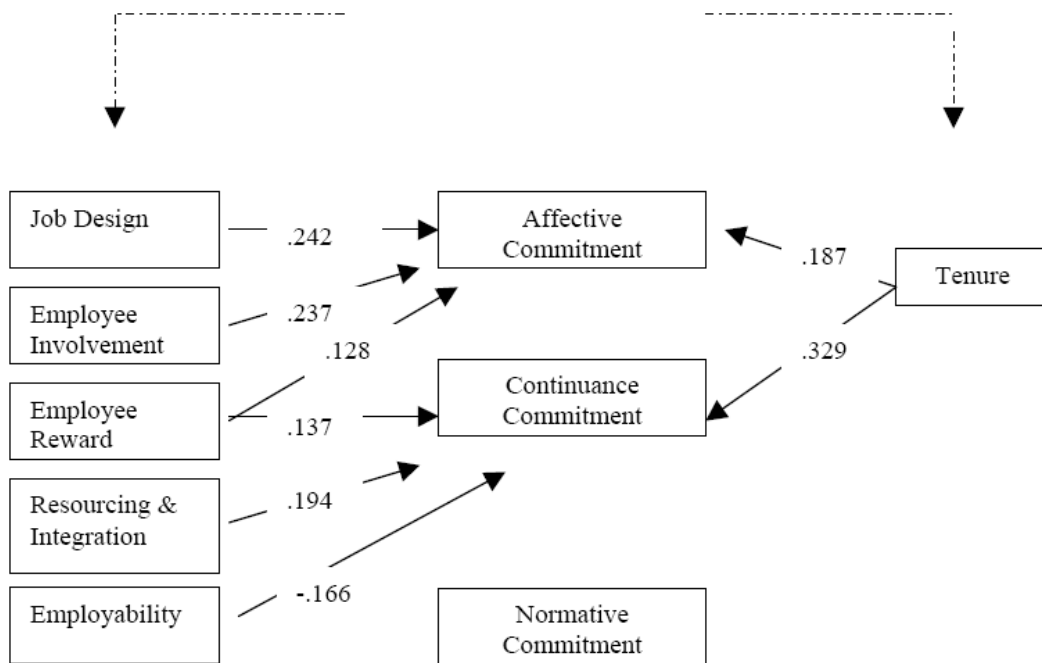 Job Design
.242
Affective
Commitment
.187
Tenure
Employee
Involvement
.237
.128
.329
Employee
Reward
.137
Continuance
Commitment
Resourcing &
Integration
.194
Employability
-.166
Normative
Commitment